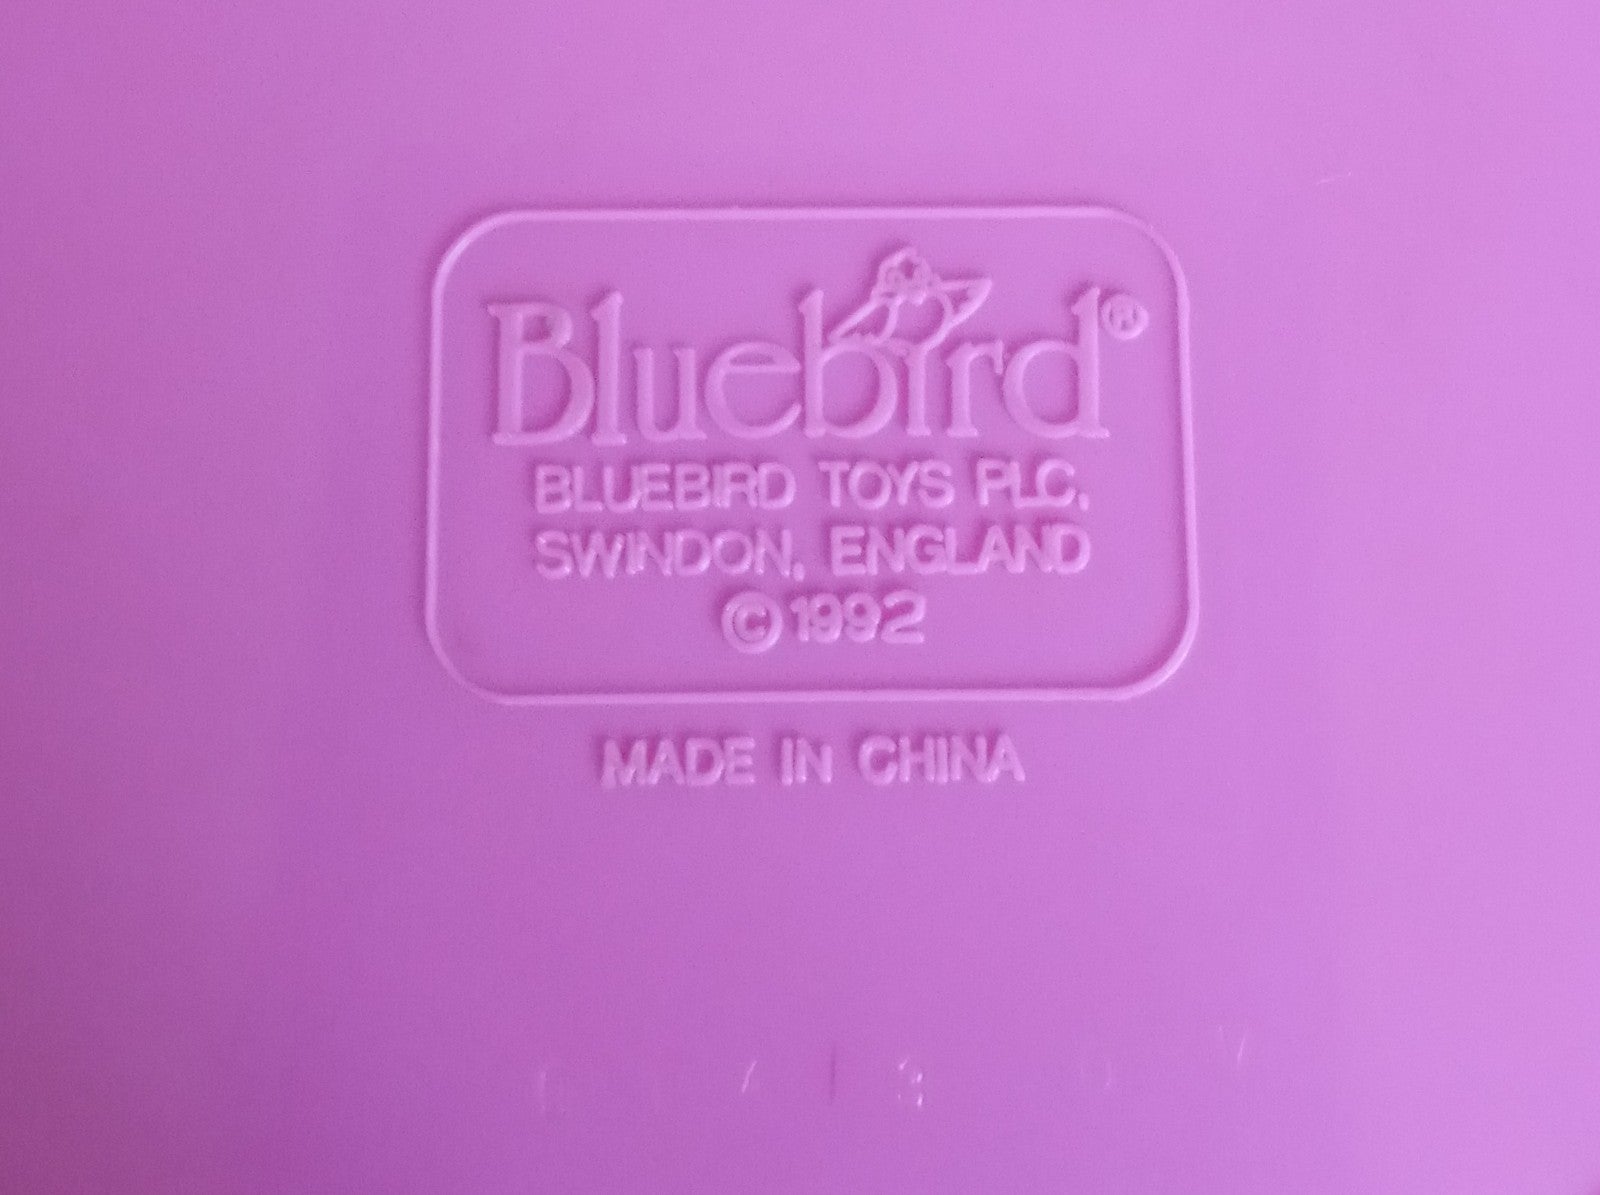 Bluebird®
BLUEBIRD TOYS PLC.
SWINDON, ENGLAND
©1992
MADE IN CHINA